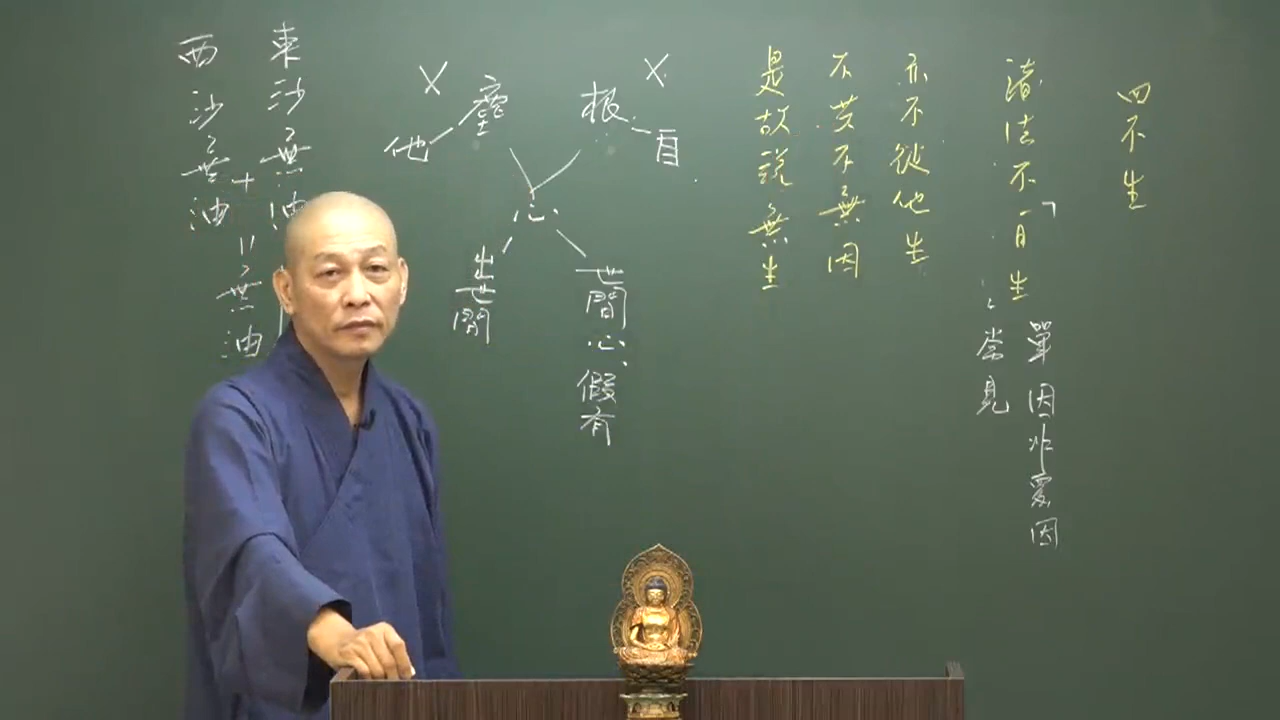 四不生
諸法不自生
單因非愛因
常見
亦不從他生
不共不無因
是故說無生
X
根
自
塵
X
他
心
世間心假有
出世間
東沙無油
+
西沙無油
=無油